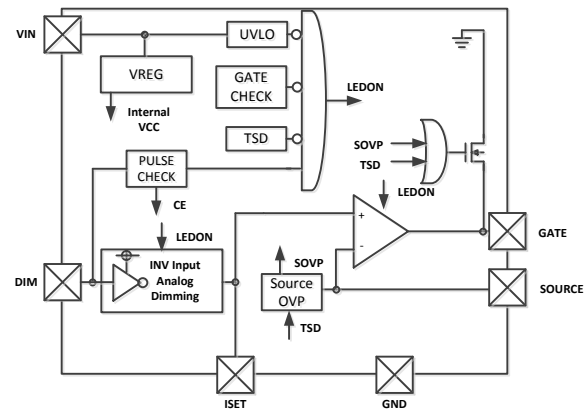 VIN
UVLO
VREG
GATE
CHECK
LEDON
Internal
VCC
TSD
SOVP
TSD
PULSE
CHECK
CE
LEDON
LEDON
+
-
GATE
INV Input
Analog
Dimming
DIM
SOVP
Source
OVP
SOURCE
TSD
ISET
GND